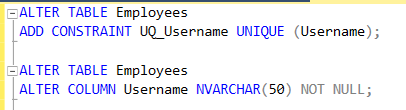 ALTER TABLE Employees
ADD CONSTRAINT UQ_Username UNIQUE (Username);
ALTER TABLE Employees
ALTER COLUMN Username NVARCHAR(50) NOT NULL;